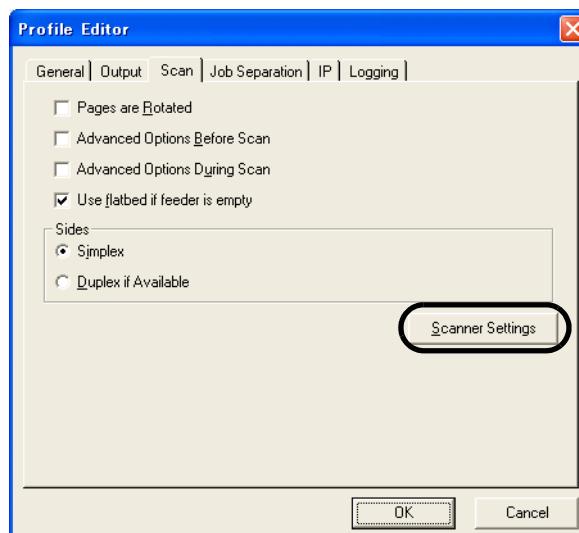 Profile Editor
General Output Scan Job Separation IP Logging
Pages are Rotated
Advanced Options Before Scan
Advanced Options During Scan
Use flatbed if feeder is empty
Sides
Simplex
Duplex if Available
Scanner Settings
OK Cancel